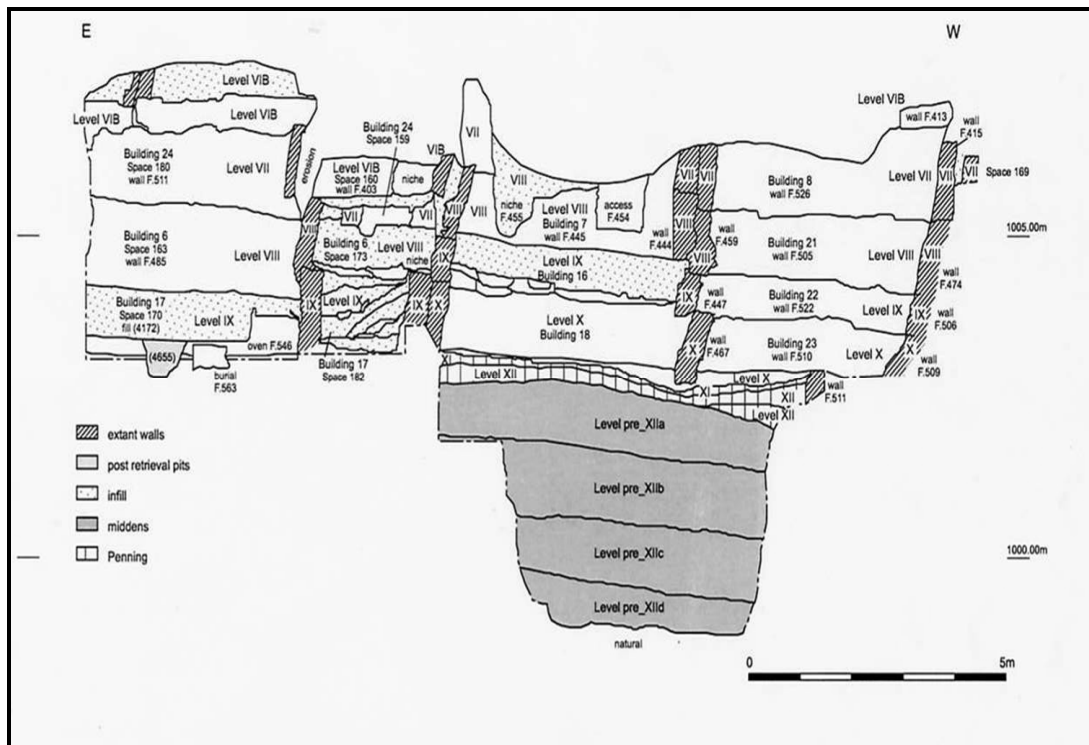 E
W
Level VIB
Level VIB
Level VIB
Building 24
Space 180
wall F.511
Level VII
erosion
Building 24
Space 159
Level VIB
Space 160
wall F.403
niche
VIB
VII
VII
VII
VIII
VIII
Building 6
Space 173
Level VIII
niche
VIII
VIII
VIII
niche
F.455
Level VIII
Building 7
wall F.445
access
F.454
wall
F.444
VII
VII
VIII
VIII
wall
F.459
Building 8
wall F.526
Level VII
Level VIB
wall F.413
wall
F.415
VII
VII
Space 169
1005.00m
Building 6
Space 163
wall F.485
Level VIII
IX
Level IX
Building 16
Building 21
wall F.505
Level VIII
VIII
wall
F.474
Building 17
Space 170
fill (4172)
Level IX
IX
Level IX
IX
X
IX
wall
F.447
Building 22
wall F.522
Level IX
IX
wall
F.506
oven F.546
(4655)
burial
F.563
Building 17
Space 182
Level X
Building 18
X
wall
F.467
Building 23
wall F.510
Level X
X
wall
F.509
Level XII
XI
Level X
XII
Level XII
wall
F.511
Level pre_XIIa
Level pre_XIIb
Level pre_XIIc
Level pre_XIId
natural
1000.00m
extant walls
post retrieval pits
infill
middens
Penning
0
5m